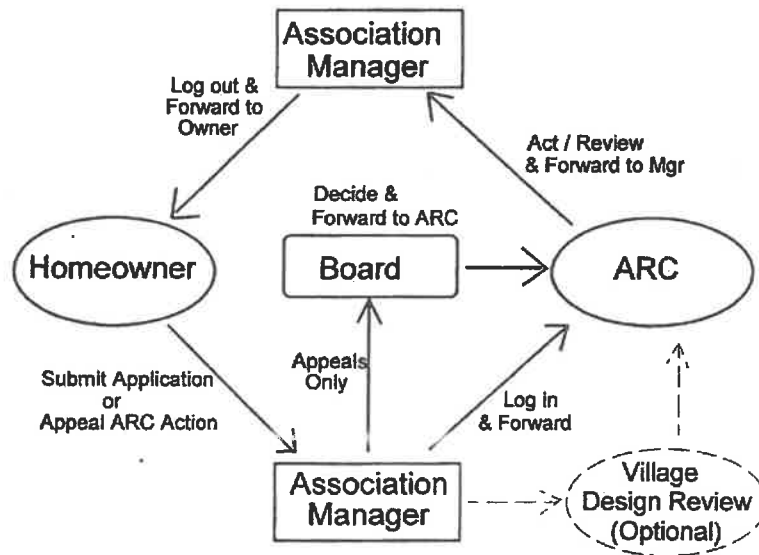 Association
Manager
Log out &
Forward to
Owner
Act / Review
& Forward to Mgr
Decide &
Forward to ARC
Homeowner
Board
ARC
Submit Application
or
Appeal ARC Action
Appeals
Only
Log in
& Forward
Association
Manager
Village
Design Review
(Optional)